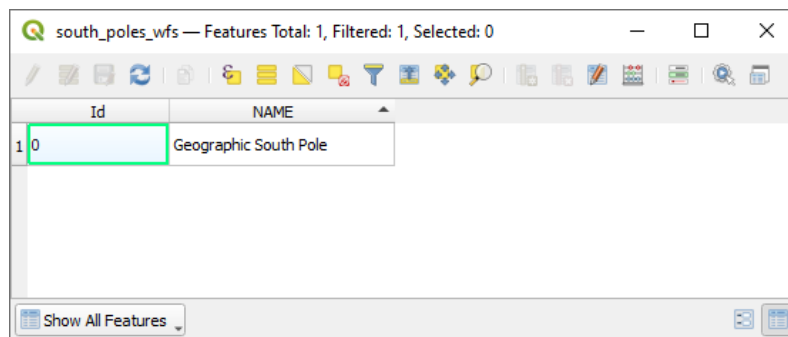 south_poles_wfs — Features Total: 1, Filtered: 1, Selected: 0
Id NAME
1 0 Geographic South Pole
Show All Features